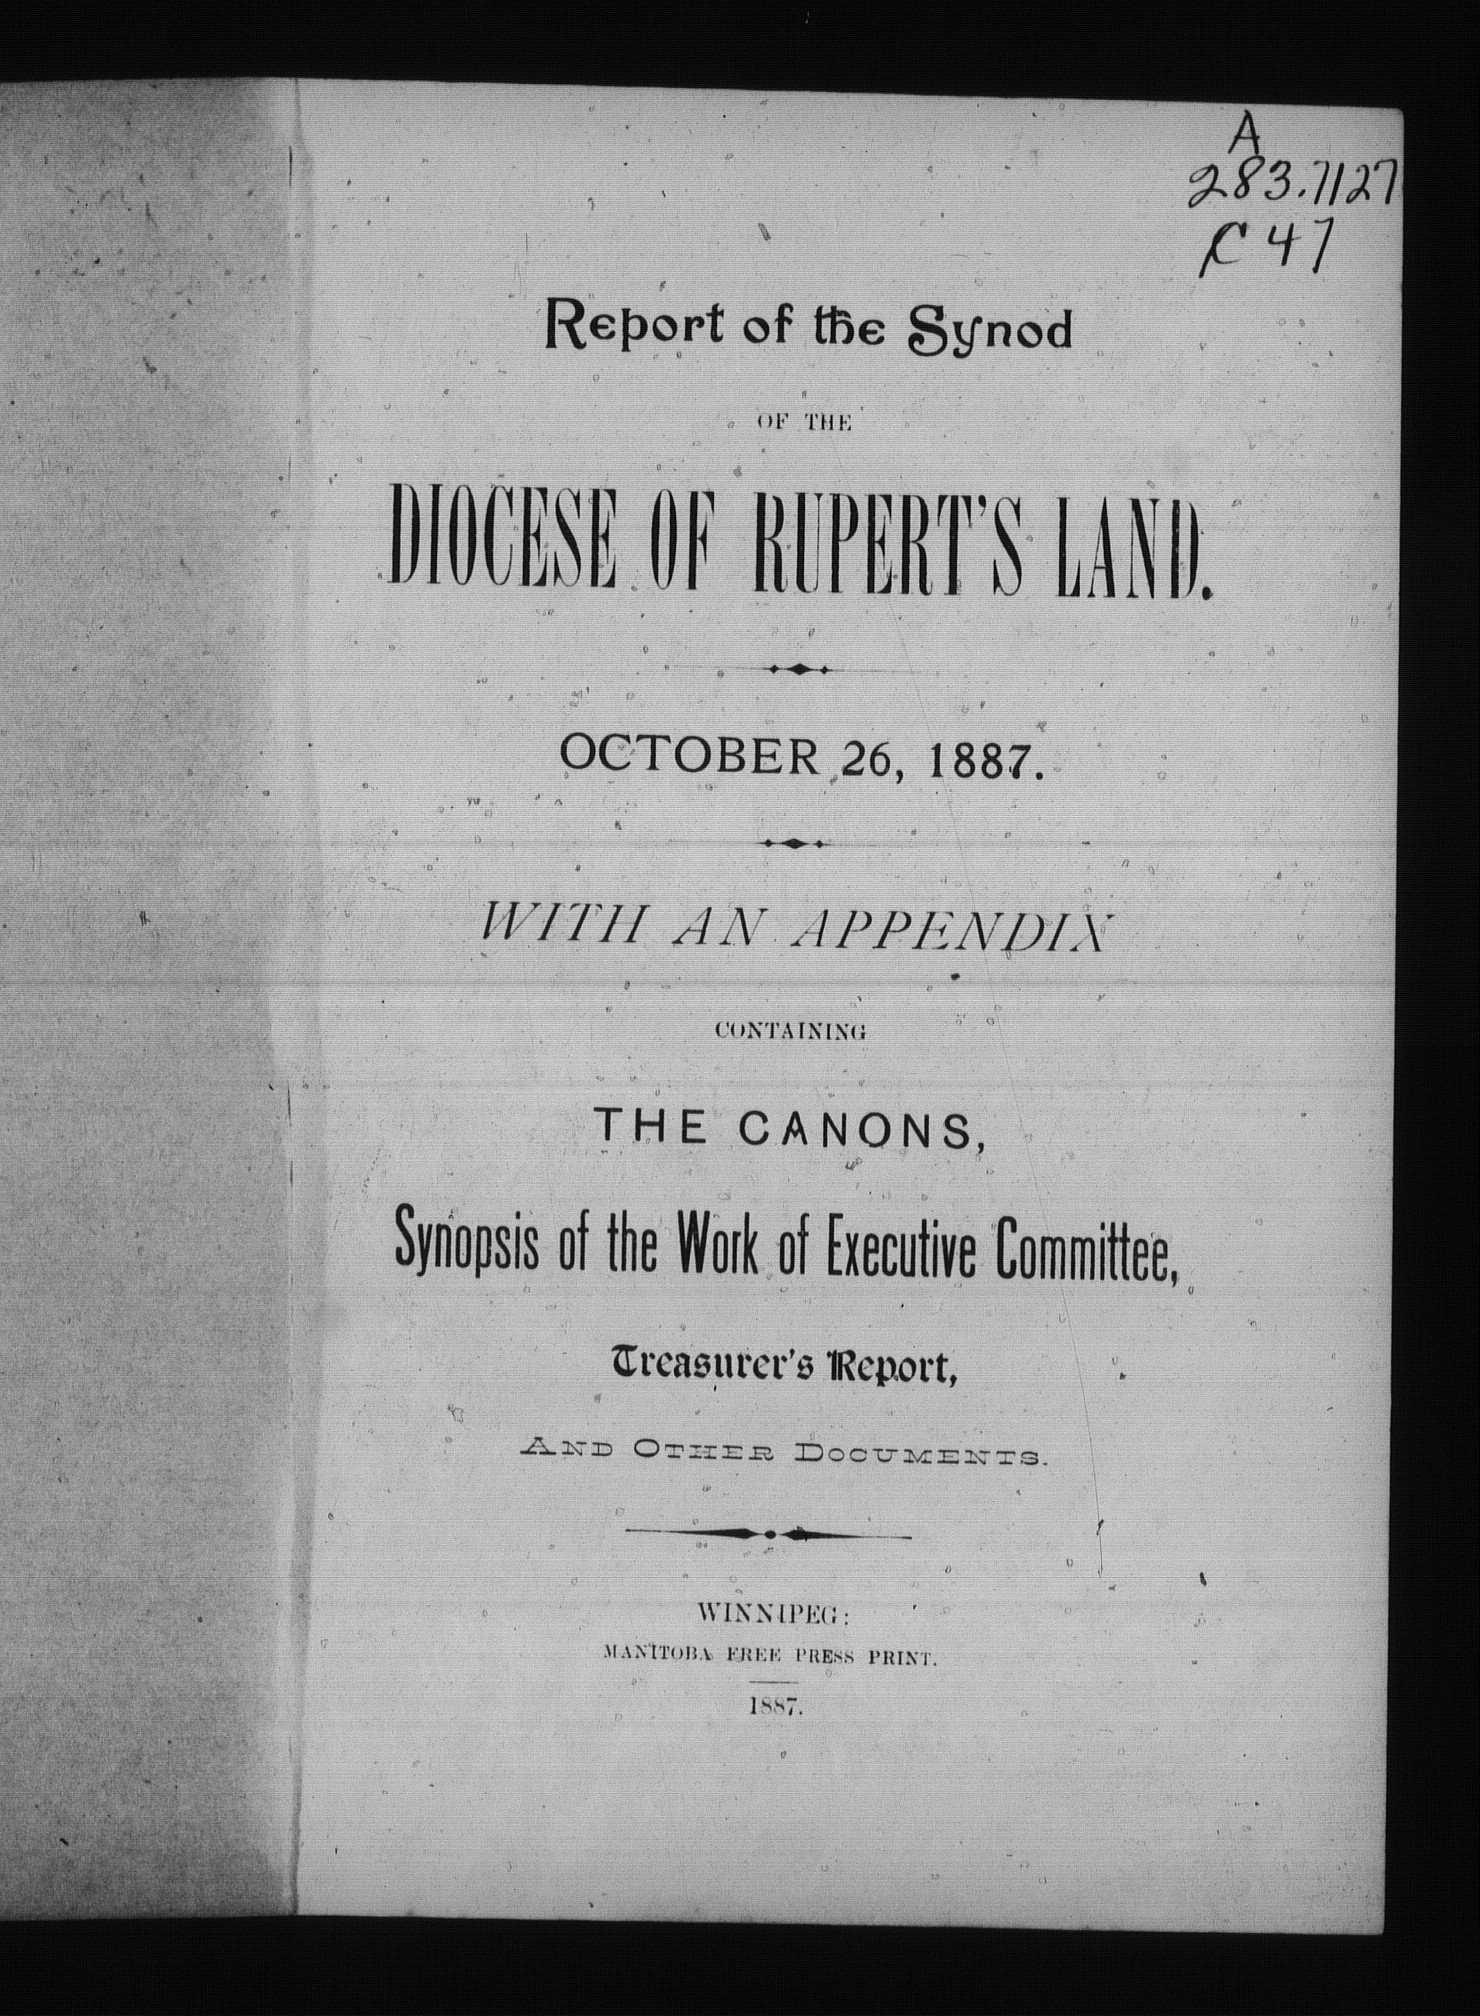 A
283.7127
C47
Report of the Synod
OF THE
DIOCESE OF RUPERT'S LAND.
OCTOBER 26, 1887.
WITH AN APPENDIX
CONTAINING
THE CANONS,
Synopsis of the Work of Executive Committee,
Treasurer's Report,
AND OTHER DOCUMENTS.
WINNIPEG:
MANITOBA FREE PRESS PRINT.
1887.